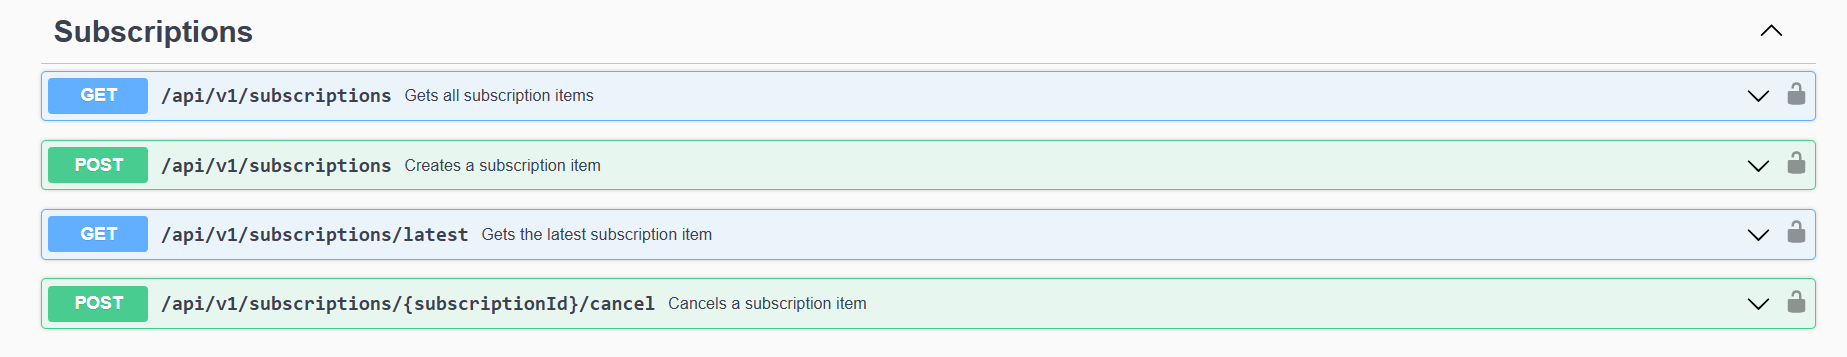 Subscriptions
GET /api/v1/subscriptions Gets all subscription items
POST /api/v1/subscriptions Creates a subscription item
GET /api/v1/subscriptions/latest Gets the latest subscription item
POST /api/v1/subscriptions/{subscriptionId}/cancel Cancels a subscription item